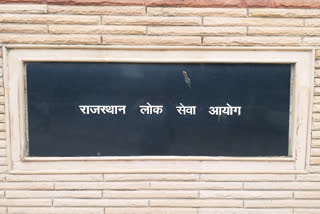 राजस्थान लोक सेवा आयोग